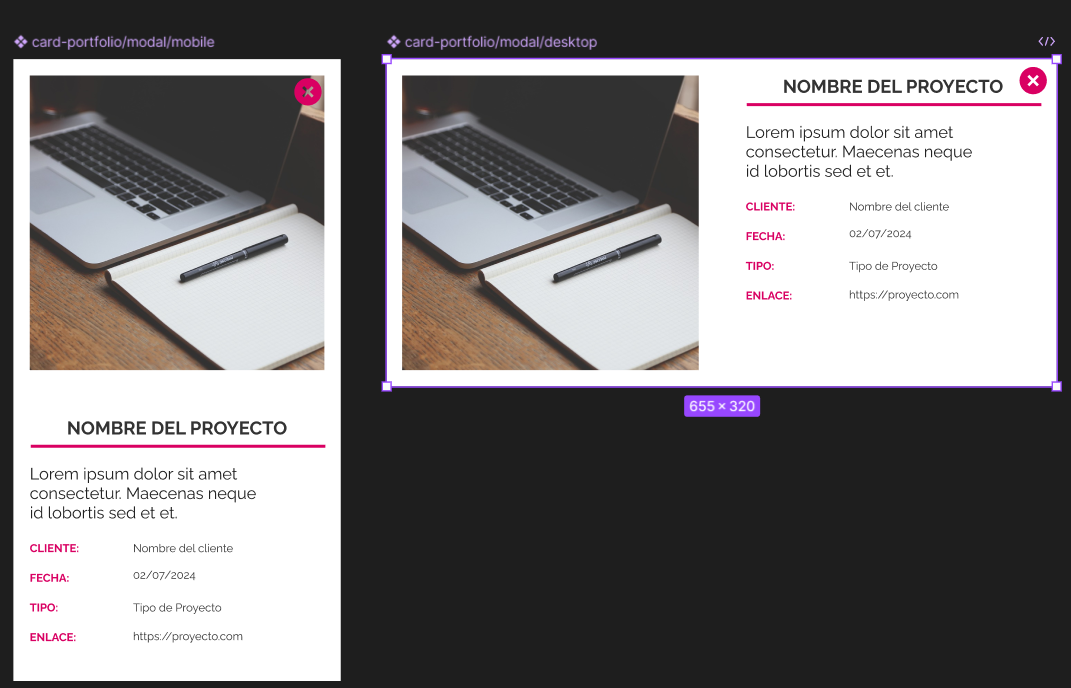 card-portfolio/modal/mobile
NOMBRE DEL PROYECTO
Lorem ipsum dolor sit amet
consectetur. Maecenas neque
id lobortis sed et et.
CLIENTE: Nombre del cliente
FECHA: 02/07/2024
TIPO: Tipo de Proyecto
ENLACE: https://proyecto.com
card-portfolio/modal/desktop
</>
NOMBRE DEL PROYECTO
Lorem ipsum dolor sit amet
consectetur. Maecenas neque
id lobortis sed et et.
CLIENTE: Nombre del cliente
FECHA: 02/07/2024
TIPO: Tipo de Proyecto
ENLACE: https://proyecto.com
655 × 320